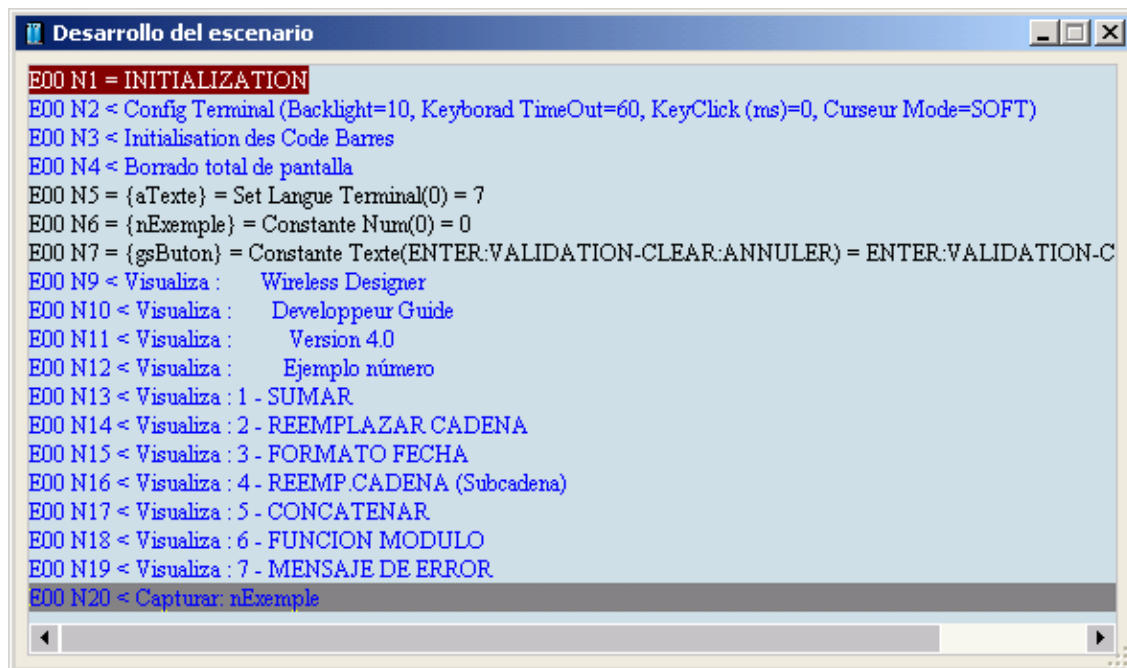 Desarrollo del escenario
E00 N1 = INITIALIZATION
E00 N2 < Config Terminal (Backlight=10, Keyborad TimeOut=60, KeyClick (ms)=0, Curseur Mode=SOFT)
E00 N3 < Initialisation des Code Barres
E00 N4 < Borrado total de pantalla
E00 N5 = {aTexte} = Set Langue Terminal(0) = 7
E00 N6 = {nExemple} = Constante Num(0) = 0
E00 N7 = {gsButon} = Constante Texte(ENTER:VALIDATION-CLEAR:ANNULER) = ENTER:VALIDATION-C
E00 N9 < Visualiza : Wireless Designer
E00 N10 < Visualiza : Developpeur Guide
E00 N11 < Visualiza : Version 4.0
E00 N12 < Visualiza : Ejemplo número
E00 N13 < Visualiza : 1 - SUMAR
E00 N14 < Visualiza : 2 - REEMPLAZAR CADENA
E00 N15 < Visualiza : 3 - FORMATO FECHA
E00 N16 < Visualiza : 4 - REEMP.CADENA (Subcadena)
E00 N17 < Visualiza : 5 - CONCATENAR
E00 N18 < Visualiza : 6 - FUNCION MODULO
E00 N19 < Visualiza : 7 - MENSAJE DE ERROR
E00 N20 < Capturar: nExemple